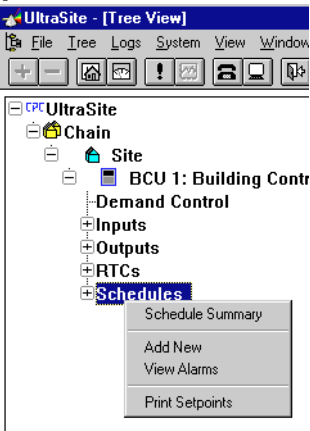 UltraSite - [Tree View]
File Tree Logs System View Window
CPC UltraSite
Chain
Site
BCU 1: Building Contr
Demand Control
Inputs
Outputs
RTCs
Schedules
Schedule Summary
Add New
View Alarms
Print Setpoints